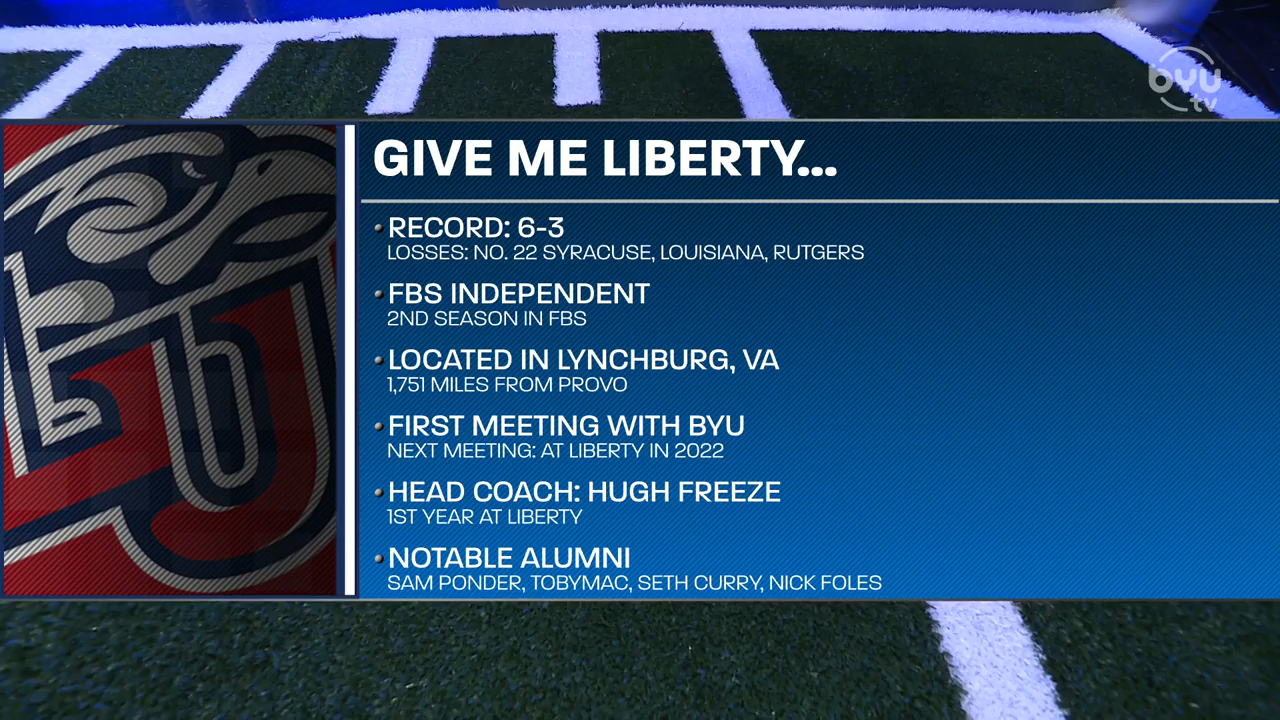 byu
tv
GIVE ME LIBERTY...
RECORD: 6-3
LOSSES: NO. 22 SYRACUSE, LOUISIANA, RUTGERS
FBS INDEPENDENT
2ND SEASON IN FBS
LOCATED IN LYNCHBURG, VA
1,751 MILES FROM PROVO
FIRST MEETING WITH BYU
NEXT MEETING: AT LIBERTY IN 2022
HEAD COACH: HUGH FREEZE
1ST YEAR AT LIBERTY
NOTABLE ALUMNI
SAM PONDER, TOBYMAC, SETH CURRY, NICK FOLES
LU